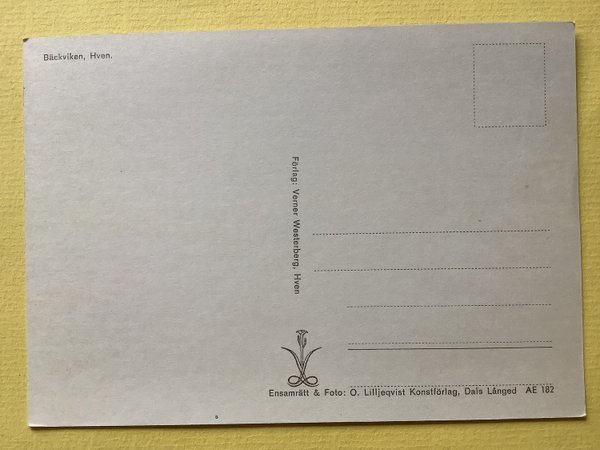 Bäckviken, Hven.
Förlag: Verner Westerberg, Hven
Ensamrätt & Foto: O. Lilljeqvist Konstförlag, Dals Långed AE 182